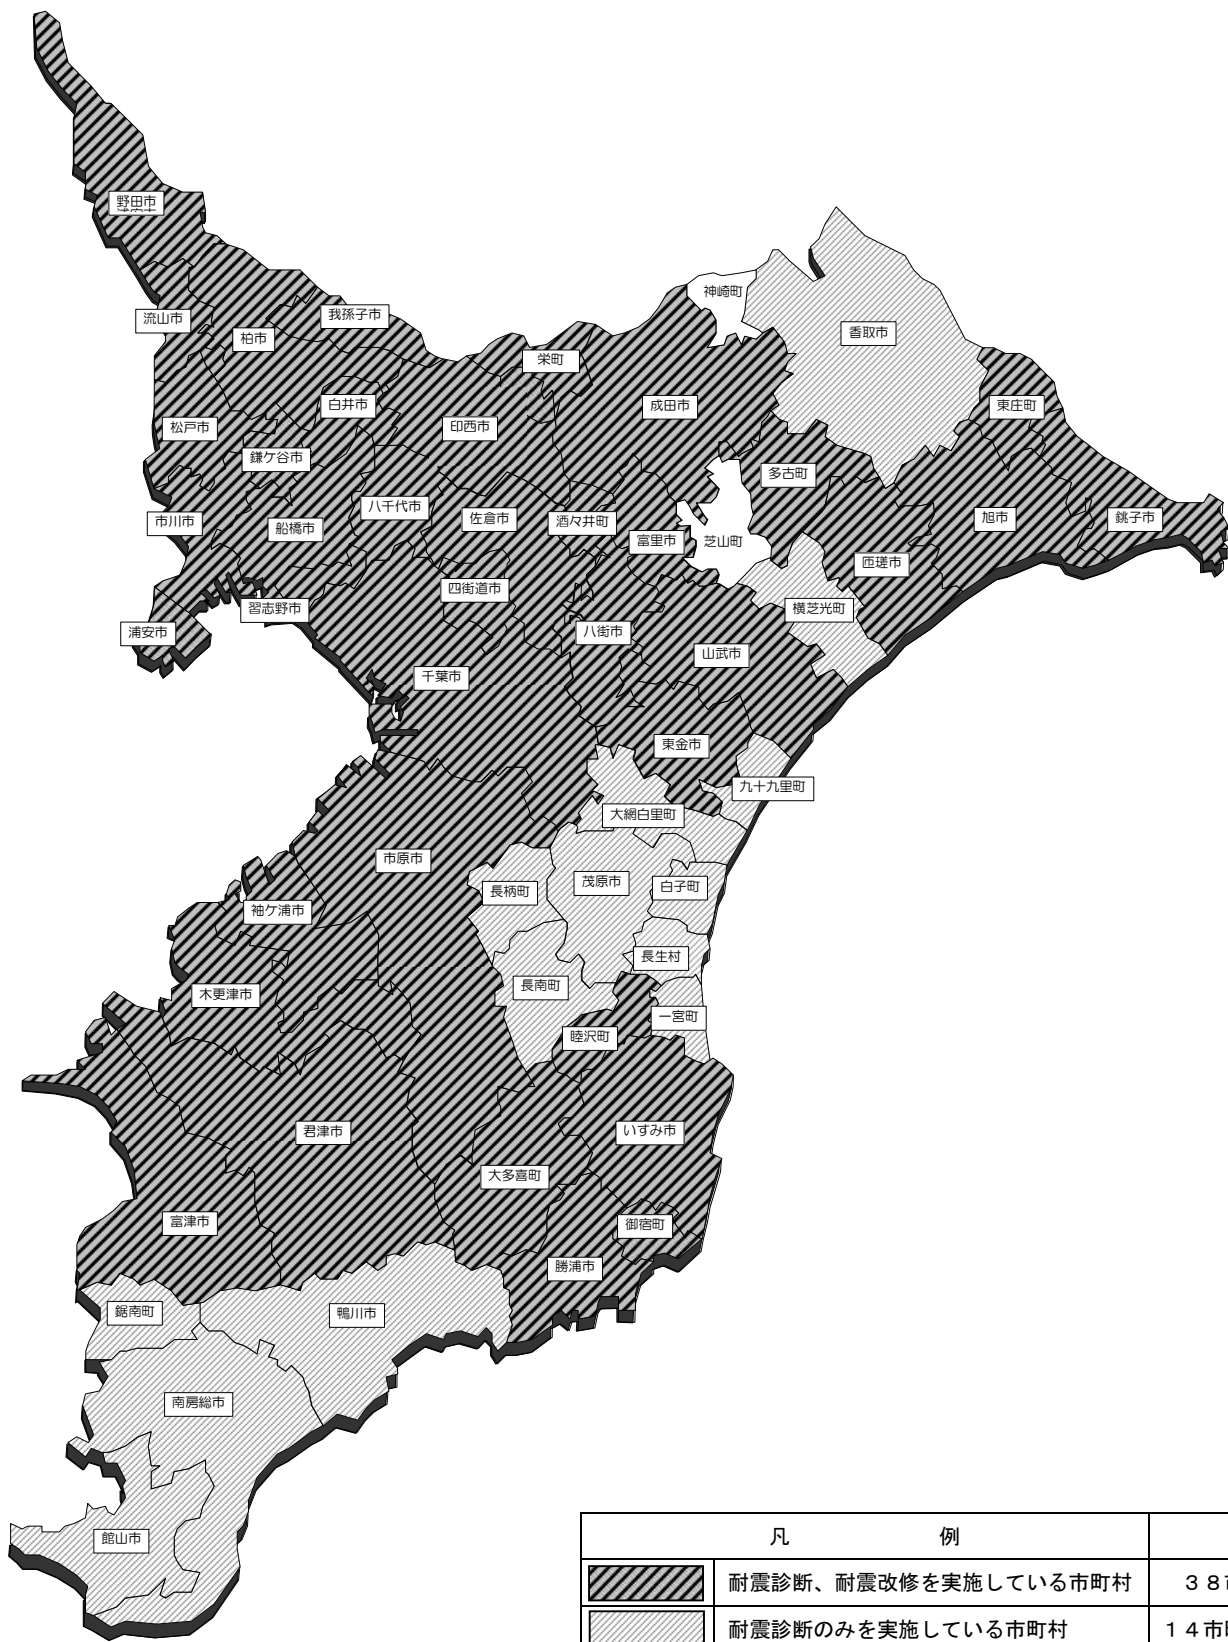 野田市
神崎町
流山市
我孫子市
柏市
香取市
栄町
白井市
成田市
東庄町
松戸市
印西市
鎌ケ谷市
多古町
市川市
船橋市
八千代市
佐倉市
酒々井町
富里市
芝山町
旭市
銚子市
匝瑳市
四街道市
習志野市
横芝光町
浦安市
八街市
山武市
千葉市
東金市
九十九里町
大網白里町
市原市
長柄町
茂原市
白子町
袖ケ浦市
長生村
木更津市
長南町
一宮町
睦沢町
君津市
いすみ市
大多喜町
富津市
御宿町
勝浦市
鋸南町
鴨川市
南房総市
館山市
凡 例
耐震診断、耐震改修を実施している市町村 ３８市
耐震診断のみを実施している市町村 １４市町